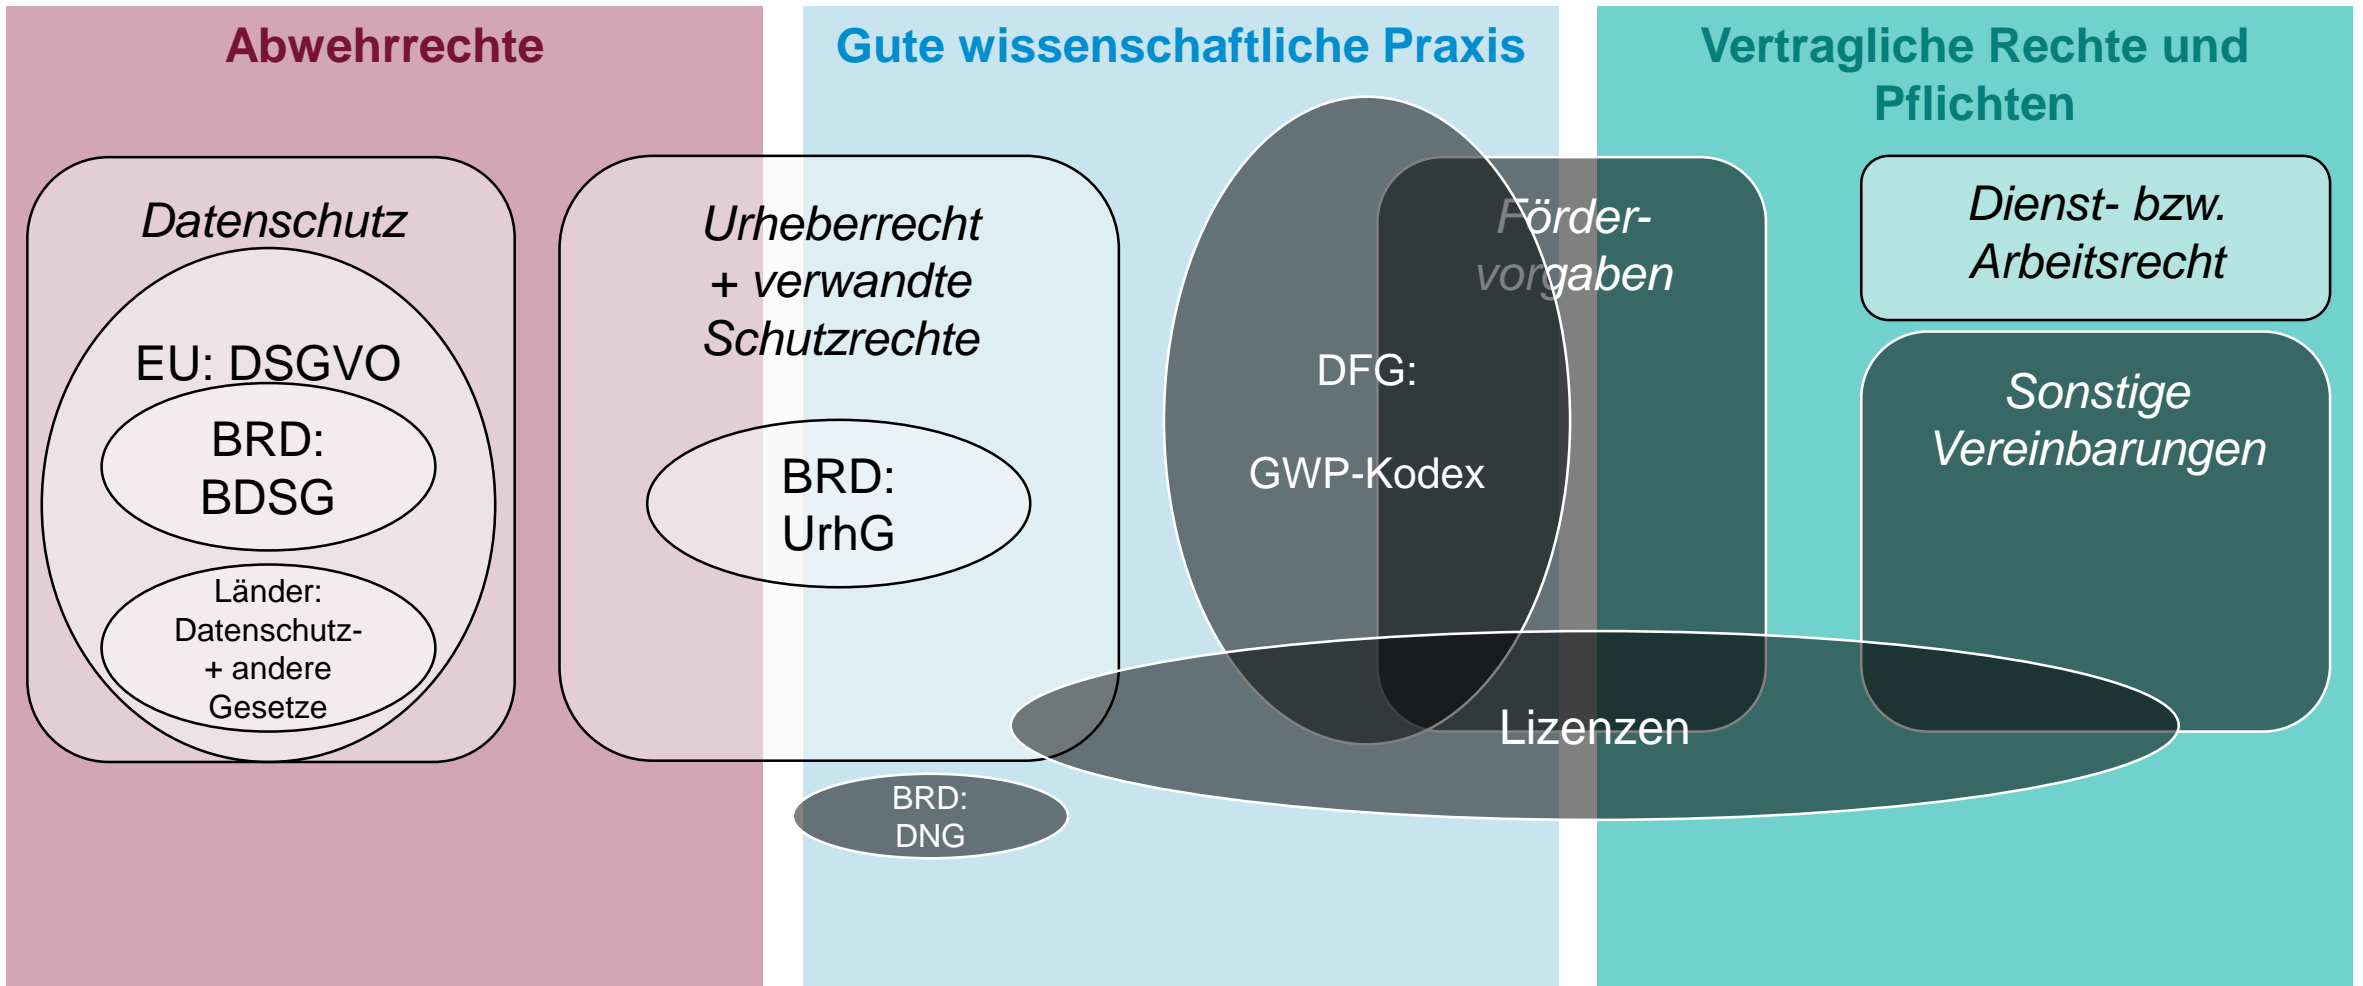 Abwehrrechte
Gute wissenschaftliche Praxis
Vertragliche Rechte und
Pflichten
Datenschutz
EU: DSGVO
BRD:
BDSG
Länder:
Datenschutz-
+ andere
Gesetze
Urheberrecht
+ verwandte
Schutzrechte
BRD:
UrhG
BRD:
DNG
DFG:
GWP-Kodex
Förder-
vorgaben
Lizenzen
Dienst- bzw.
Arbeitsrecht
Sonstige
Vereinbarungen